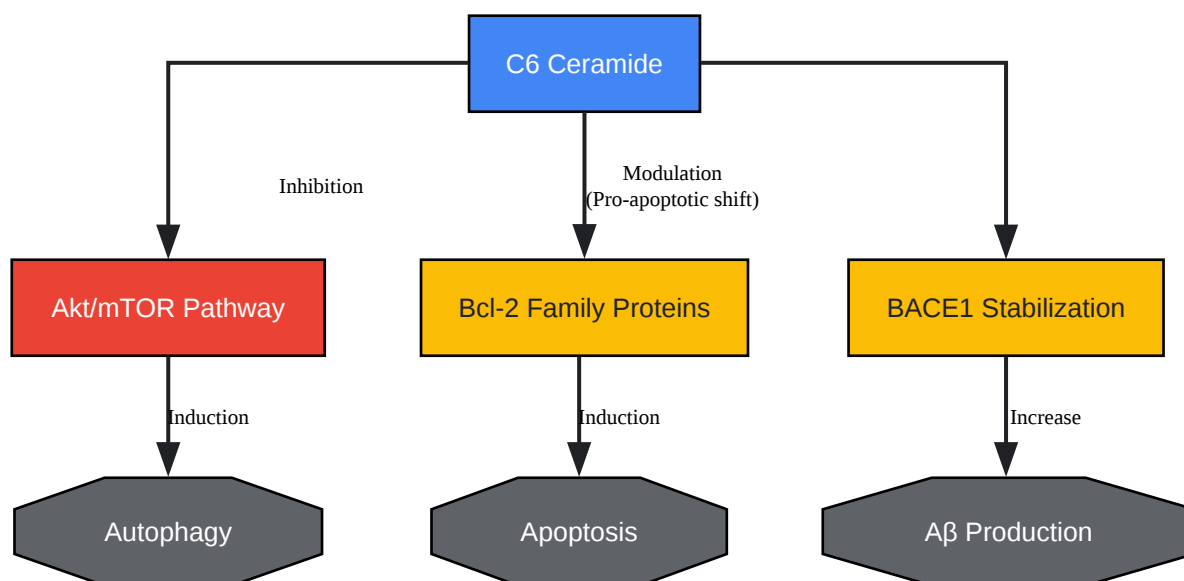 C6 Ceramide
Inhibition
Modulation
(Pro-apoptotic shift)
Akt/mTOR Pathway
Bcl-2 Family Proteins
BACE1 Stabilization
Induction
Induction
Increase
Autophagy
Apoptosis
Aβ Production